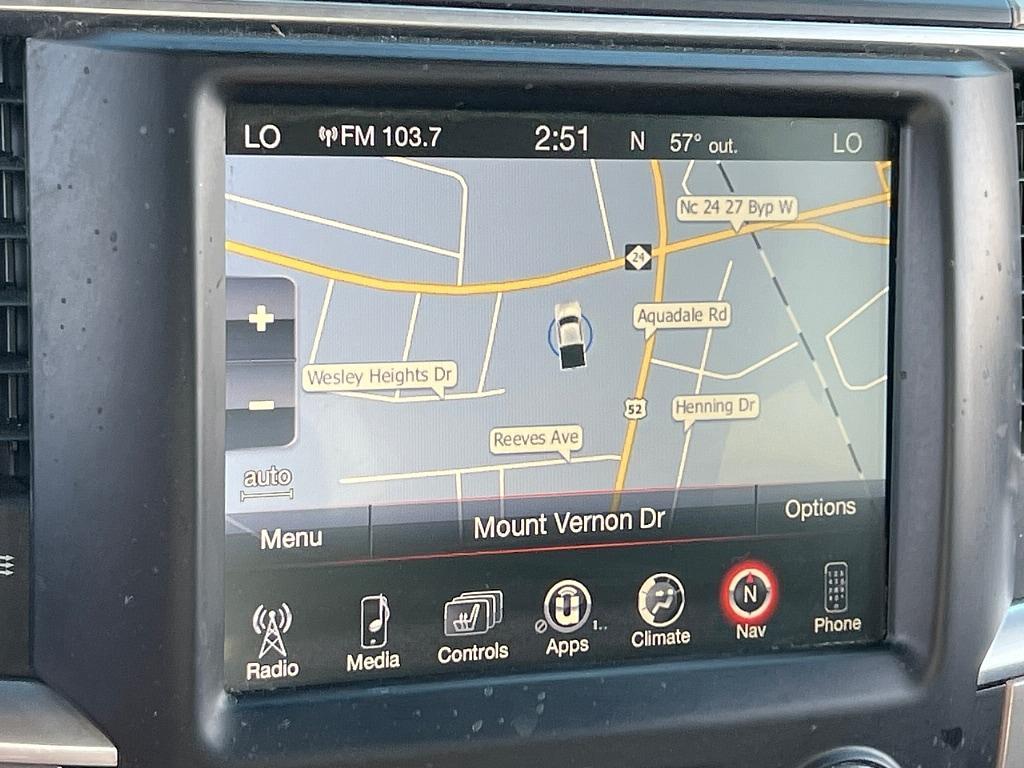 LO FM 103.7 2:51 N 57° out. LO
Nc 24 27 Byp W
24
+
Aquadale Rd
Wesley Heights Dr
-
52
Henning Dr
Reeves Ave
auto
Menu Mount Vernon Dr Options
N
1..
Radio Media Controls Apps Climate Nav Phone